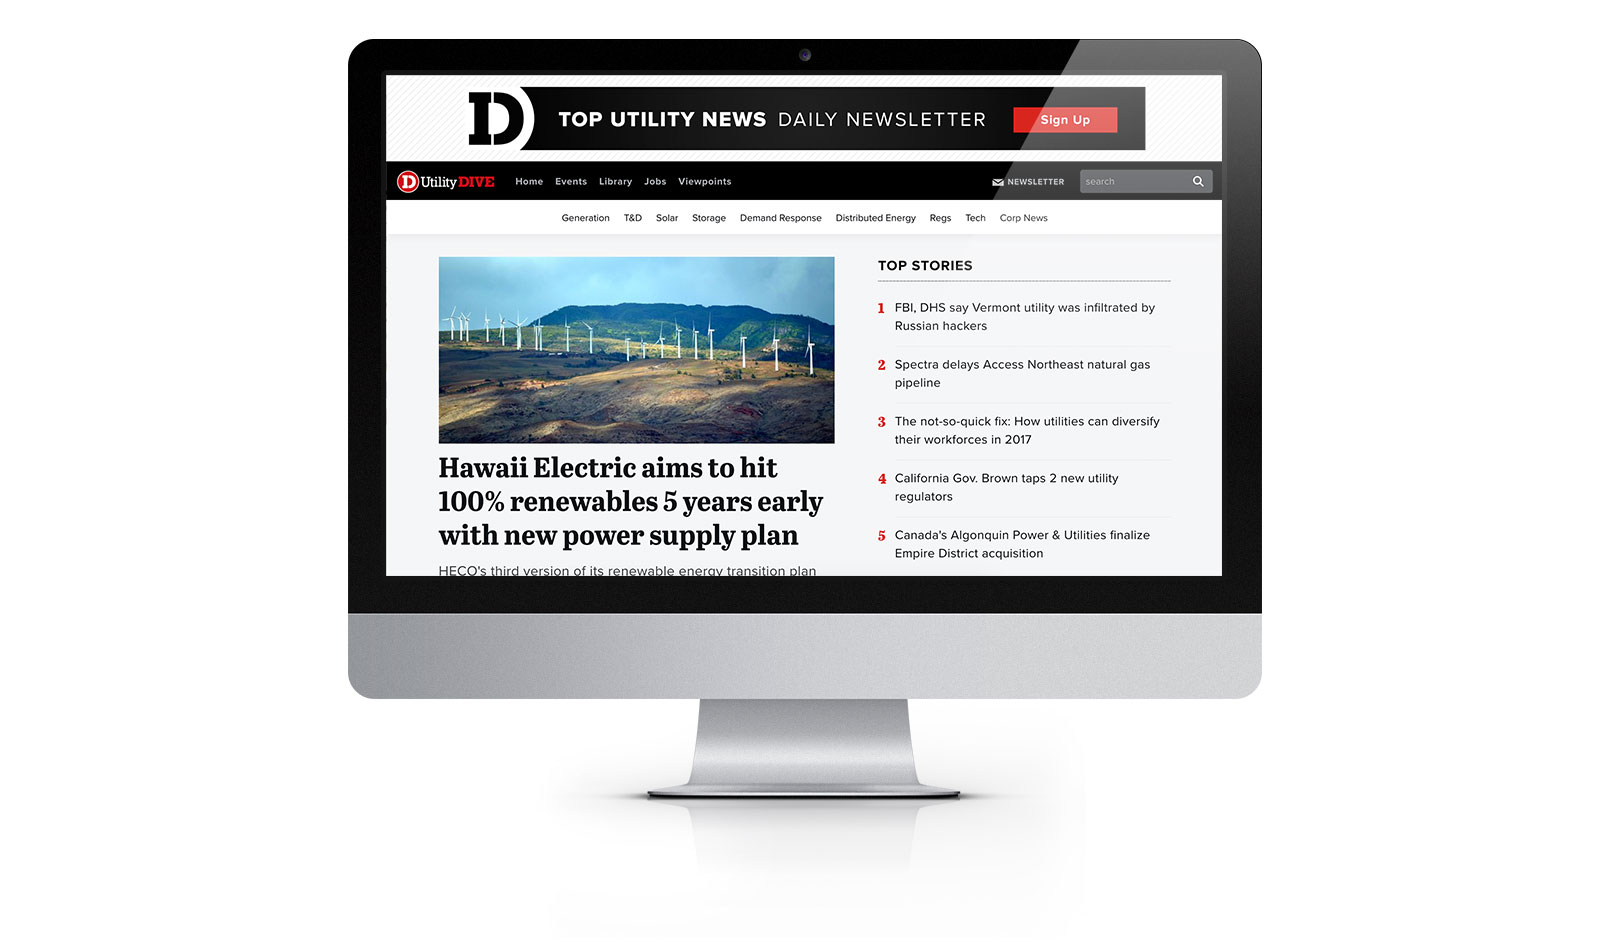 D
TOP UTILITY NEWS DAILY NEWSLETTER
Sign Up
D Utility DIVE
Home Events Library Jobs Viewpoints
NEWSLETTER
search
Generation T&D Solar Storage Demand Response Distributed Energy Regs Tech Corp News
Hawaii Electric aims to hit
100% renewables 5 years early
with new power supply plan
HECO's third version of its renewable energy transition plan
TOP STORIES
1 FBI, DHS say Vermont utility was infiltrated by
Russian hackers
2 Spectra delays Access Northeast natural gas
pipeline
3 The not-so-quick fix: How utilities can diversify
their workforces in 2017
4 California Gov. Brown taps 2 new utility
regulators
5 Canada's Algonquin Power & Utilities finalize
Empire District acquisition